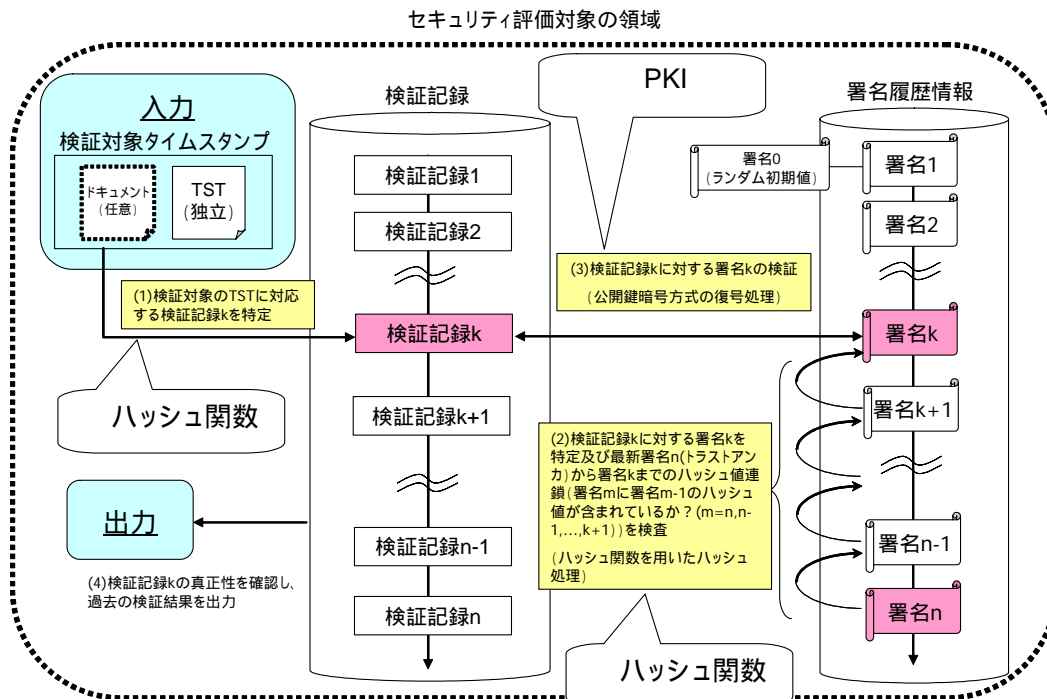 セキュリティ評価対象の領域
入力
検証対象タイムスタンプ
ドキュメント
(任意)
TST
(独立)
検証記録
PKI
署名履歴情報
署名0
(ランダム初期値)
署名1
署名2
検証記録1
検証記録2
(1)検証対象のTSTに対応
する検証記録kを特定
(3)検証記録kに対する署名kの検証
(公開鍵暗号方式の復号処理)
検証記録k
署名k
ハッシュ関数
検証記録k+1
署名k+1
(2)検証記録kに対する署名kを
特定及び最新署名n(トラストアン
カ)から署名kまでのハッシュ値連
鎖(署名mに署名m-1のハッシュ
値が含まれているか?(m=n,n-
1,…,k+1))を検査
(ハッシュ関数を用いたハッシュ
処理)
出力
検証記録n-1
署名n-1
(4)検証記録kの真正性を確認し、
過去の検証結果を出力
検証記録n
署名n
ハッシュ関数